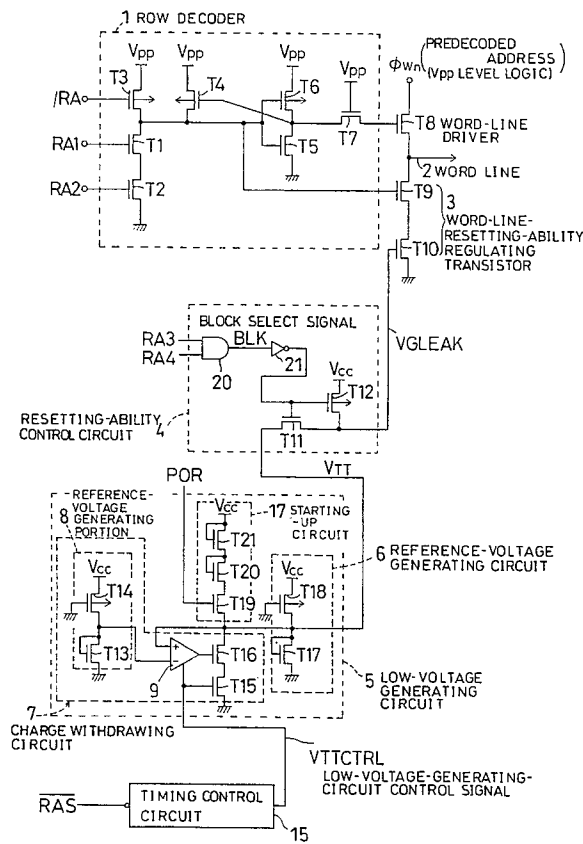 1 ROW DECODER
Vpp
Vpp
Vpp
Vpp
T3
T4
T6
/RA
RA1
T1
T5
T7
RA2
T2
ΦWn
(PREDECODED
ADDRESS
(Vpp LEVEL LOGIC))
T8
WORD-LINE
DRIVER
2 WORD LINE
T9
3
WORD-LINE-
RESETTING-ABILITY
REGULATING
TRANSISTOR
T10
BLOCK SELECT SIGNAL
RA3
RA4
BLK
20
21
Vcc
T12
T11
VGLEAK
RESETTING-ABILITY
CONTROL CIRCUIT
4
VTT
POR
REFERENCE-
VOLTAGE
GENERATING
PORTION
8
Vcc
T14
T13
17
STARTING
-UP
CIRCUIT
Vcc
T21
T20
T19
6 REFERENCE-VOLTAGE
GENERATING CIRCUIT
Vcc
T18
T17
+
−
9
T16
T15
5 LOW-VOLTAGE
GENERATING
CIRCUIT
7
CHARGE WITHDRAWING
CIRCUIT
VTTCTRL
LOW-VOLTAGE-GENERATING-
CIRCUIT CONTROL SIGNAL
R̅A̅S̅
TIMING CONTROL
CIRCUIT
15